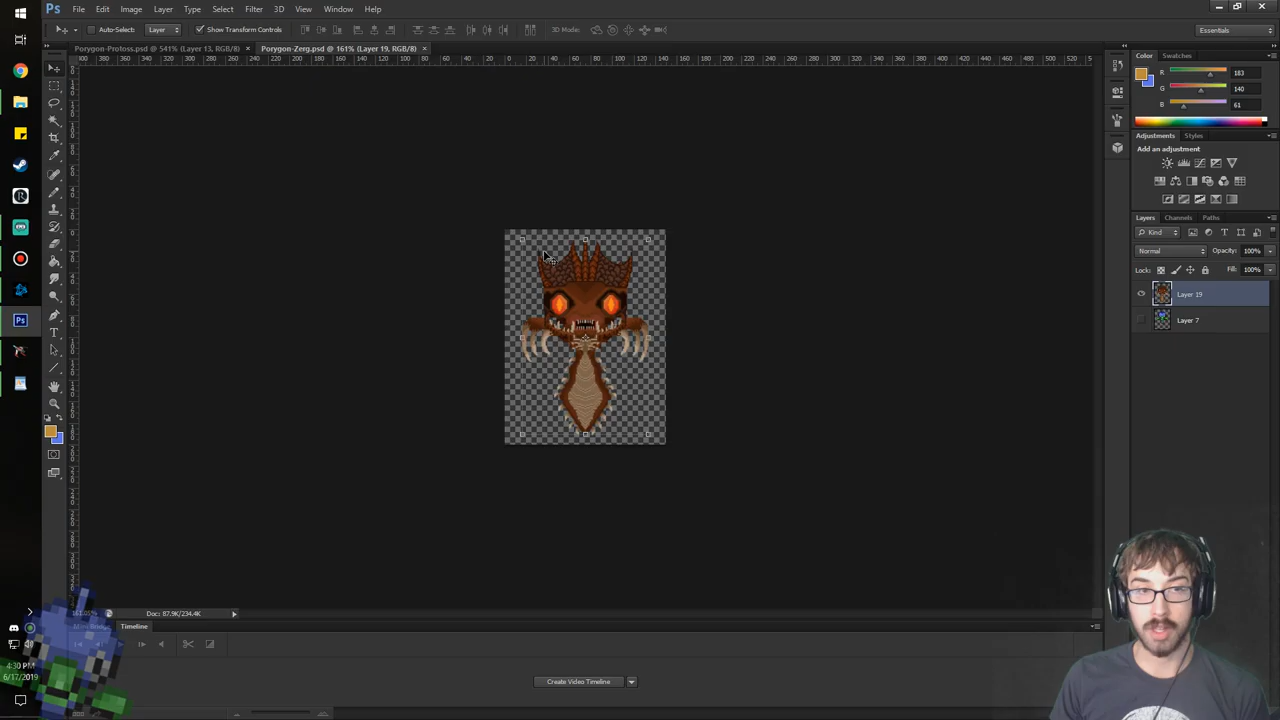 Ps File Edit Image Layer Type Select Filter 3D View Window Help
Auto-Select: Layer Show Transform Controls 3D Mode: Essentials
Porygon-Protoss.psd @ 541% (Layer 13, RGB/8) × Porygon-Zerg.psd @ 161% (Layer 19, RGB/8) ×
Color Swatches
R 183
G 140
B 61
Adjustments Styles
Add an adjustment
Layers Channels Paths
Kind
Normal Opacity: 100%
Lock: Fill: 100%
Layer 19
Layer 7
Doc: 87.9K/234.4K
Timeline
4:30 PM
6/17/2019
Create Video Timeline